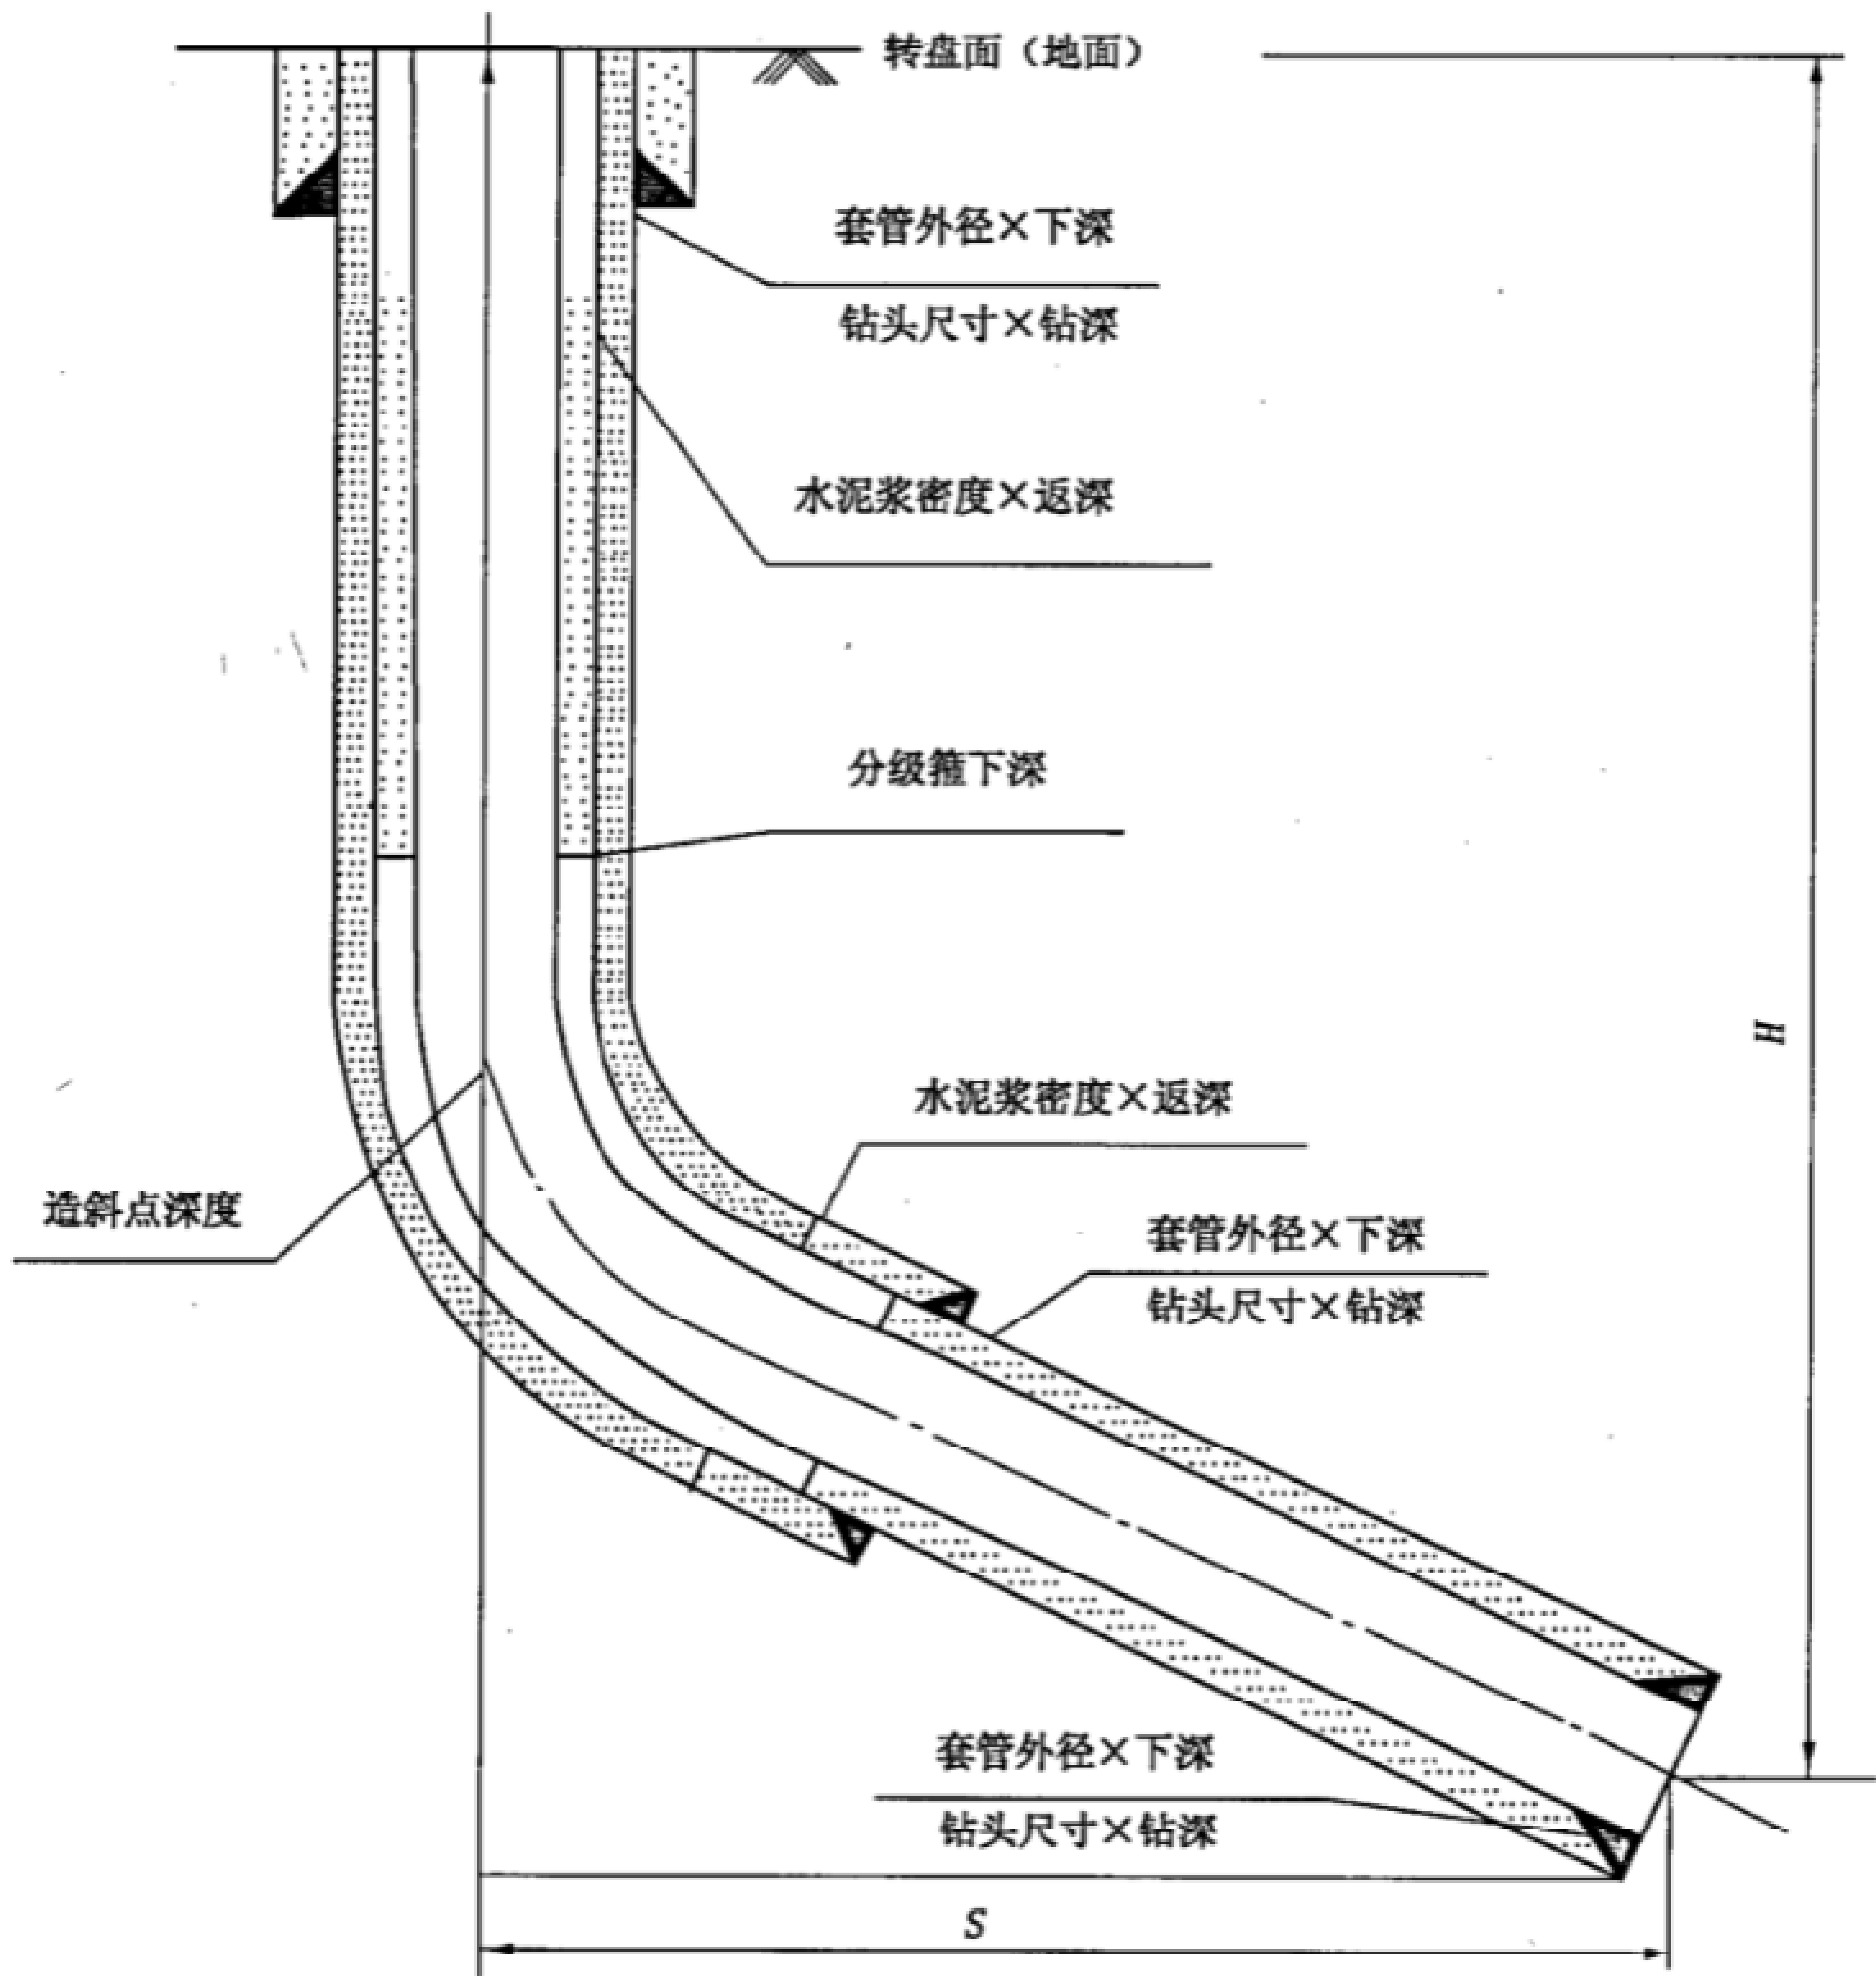 转盘面（地面）
套管外径×下深
钻头尺寸×钻深
水泥浆密度×返深
分级箍下深
H
水泥浆密度×返深
造斜点深度
套管外径×下深
钻头尺寸×钻深
套管外径×下深
钻头尺寸×钻深
S